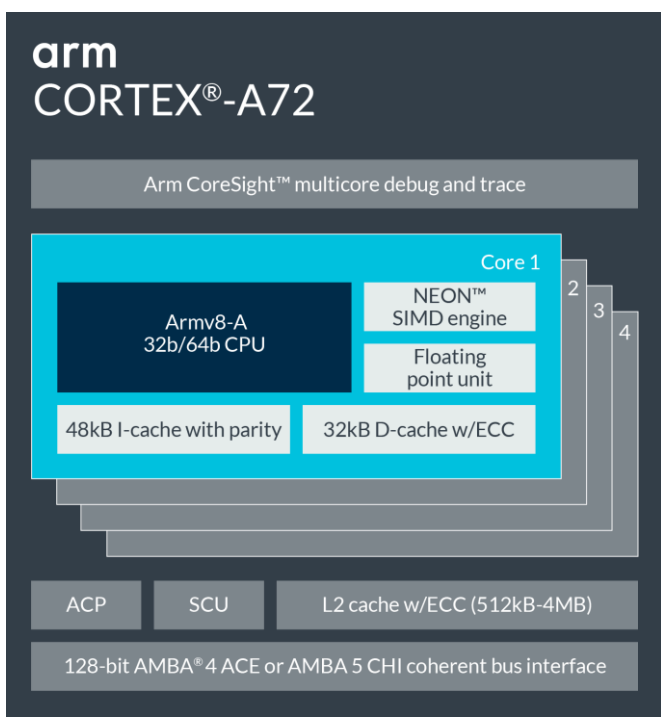 arm
CORTEX®-A72
Arm CoreSight™ multicore debug and trace
Core 1
2
3
4
Armv8-A
32b/64b CPU
NEON™
SIMD engine
Floating
point unit
48kB I-cache with parity
32kB D-cache w/ECC
ACP
SCU
L2 cache w/ECC (512kB-4MB)
128-bit AMBA® 4 ACE or AMBA 5 CHI coherent bus interface